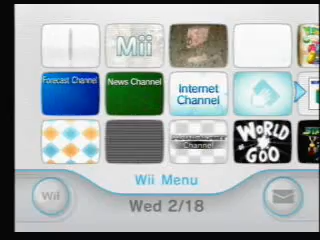 Mii
Forecast Channel
News Channel
Internet
Channel
Channel
WORLD
OF
GOO
Wii Menu
Wii
Wed 2/18